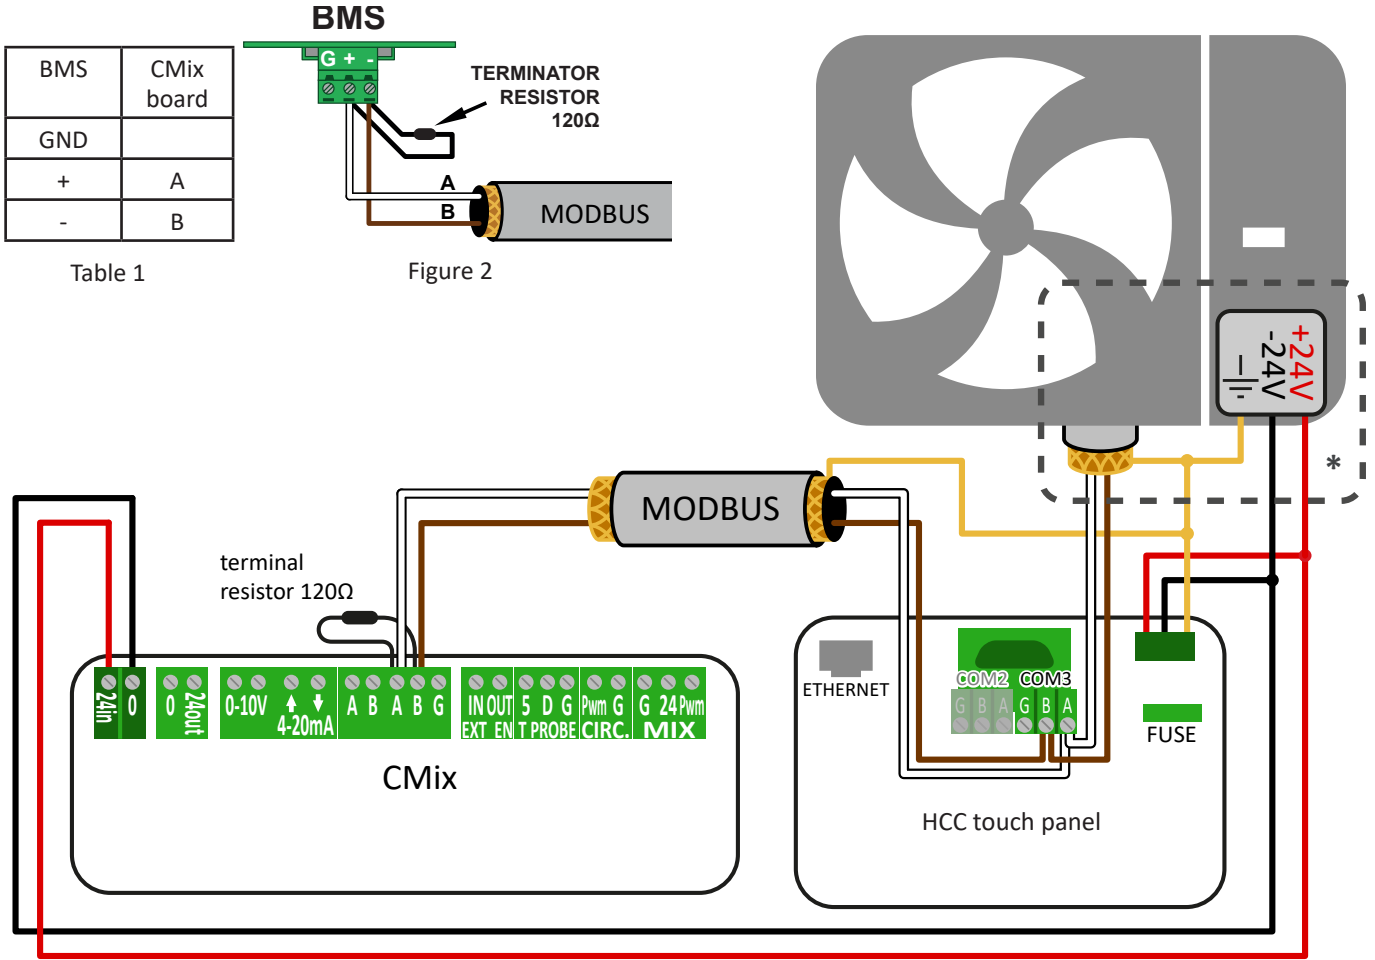 BMS
BMS CMix board
GND
+ A
- B
Table 1
G + -
TERMINATOR
RESISTOR
120Ω
A
B
MODBUS
Figure 2
+24V
-24V
*
MODBUS
terminal
resistor 120Ω
24in 0 0 24out 0-10V 4-20mA A B A B G IN OUT 5 D G Pwm G G 24 Pwm
EXT EN T PROBE CIRC. MIX
CMix
ETHERNET
COM2 COM3
G B A G B A
FUSE
HCC touch panel